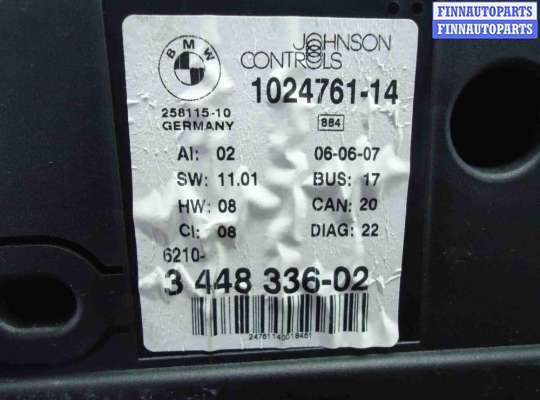 FINNAUTOPARTS
FINNAUTOPARTS
BMW
JOHNSON
CONTROLS
1024761-14
258115-10
GERMANY
884
AI: 02 06-06-07
SW: 11.01 BUS: 17
HW: 08 CAN: 20
CI: 08 DIAG: 22
6210-
3 448 336-02
24761140018461